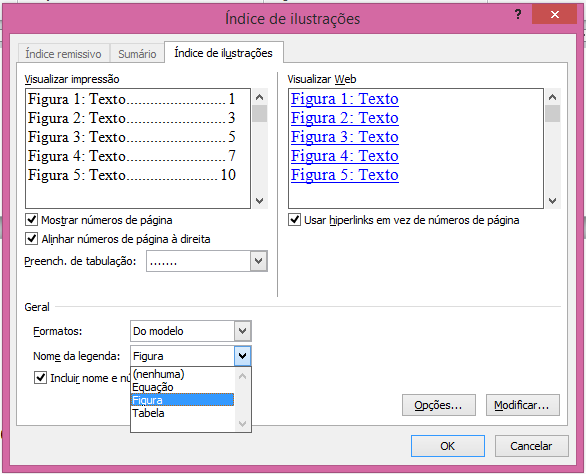 Índice de ilustrações
?
Índice remissivo Sumário Índice de ilustrações
Visualizar impressão
Figura 1: Texto.......................... 1
Figura 2: Texto.......................... 3
Figura 3: Texto.......................... 5
Figura 4: Texto.......................... 7
Figura 5: Texto........................ 10
Visualizar Web
Figura 1: Texto
Figura 2: Texto
Figura 3: Texto
Figura 4: Texto
Figura 5: Texto
Mostrar números de página
Alinhar números de página à direita
Preench. de tabulação: .......
Usar hiperlinks em vez de números de página
Geral
Formatos: Do modelo
Nome da legenda: Figura
(nenhuma)
Equação
Figura
Tabela
Incluir nome e
Opções... Modificar...
OK Cancelar